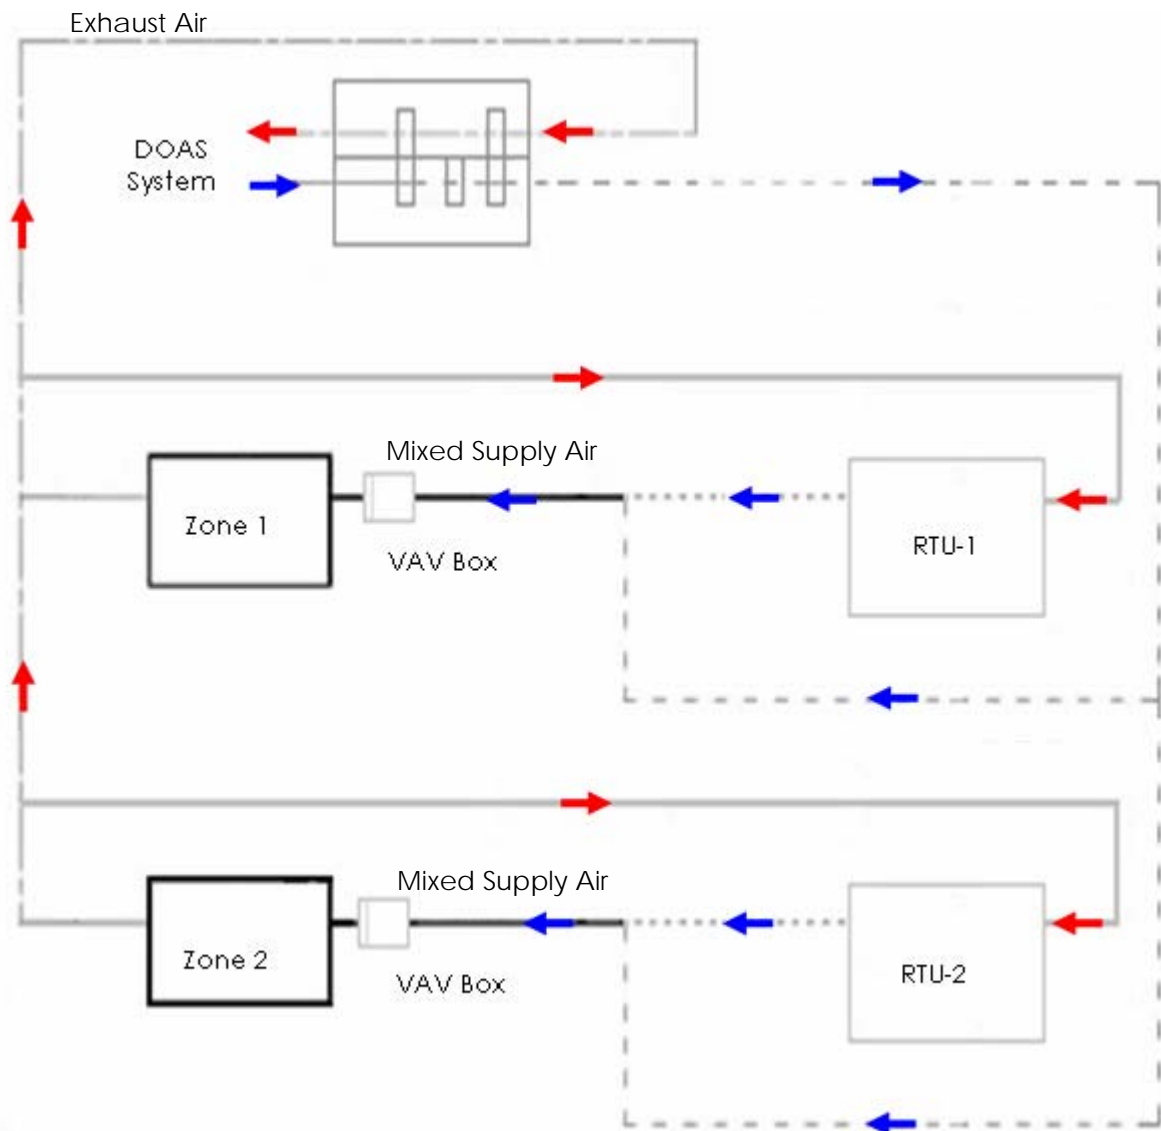 Exhaust Air
DOAS
System
Mixed Supply Air
Zone 1
VAV Box
RTU-1
Mixed Supply Air
Zone 2
VAV Box
RTU-2